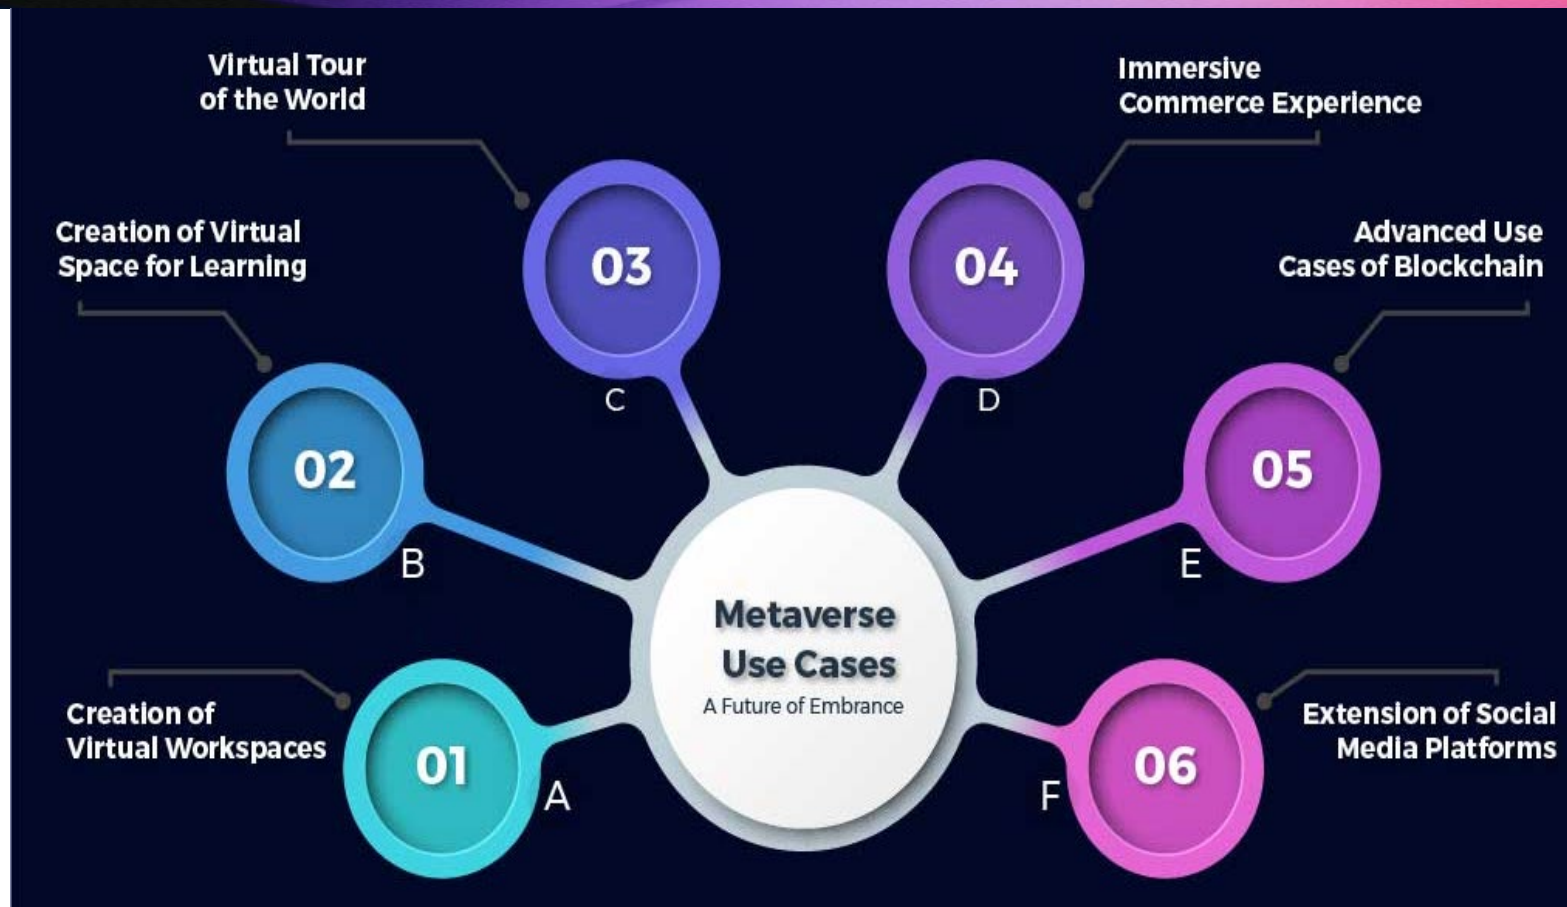 Virtual Tour
of the World
Immersive
Commerce Experience
Creation of Virtual
Space for Learning
Advanced Use
Cases of Blockchain
03
04
C
D
02
05
B
E
Metaverse
Use Cases
A Future of Embrance
Creation of
Virtual Workspaces
Extension of Social
Media Platforms
01
06
A
F